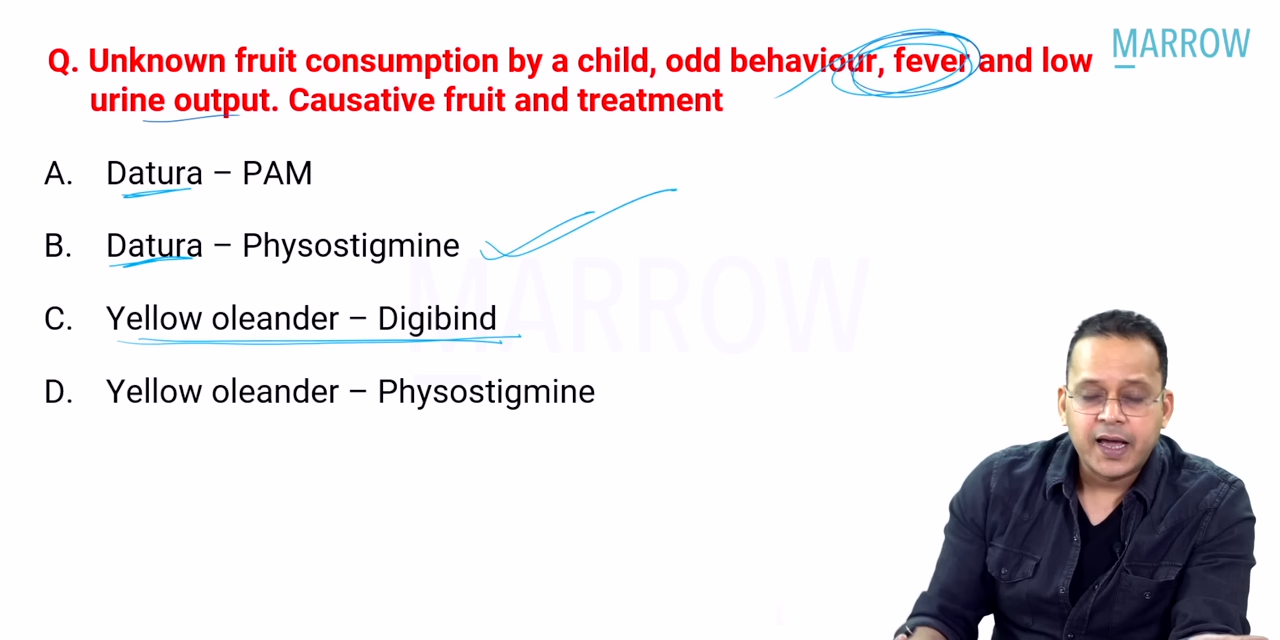 MARROW
Q. Unknown fruit consumption by a child, odd behaviour, fever and low
urine output. Causative fruit and treatment
A. Datura – PAM
B. Datura – Physostigmine
C. Yellow oleander – Digibind
D. Yellow oleander – Physostigmine
MARROW